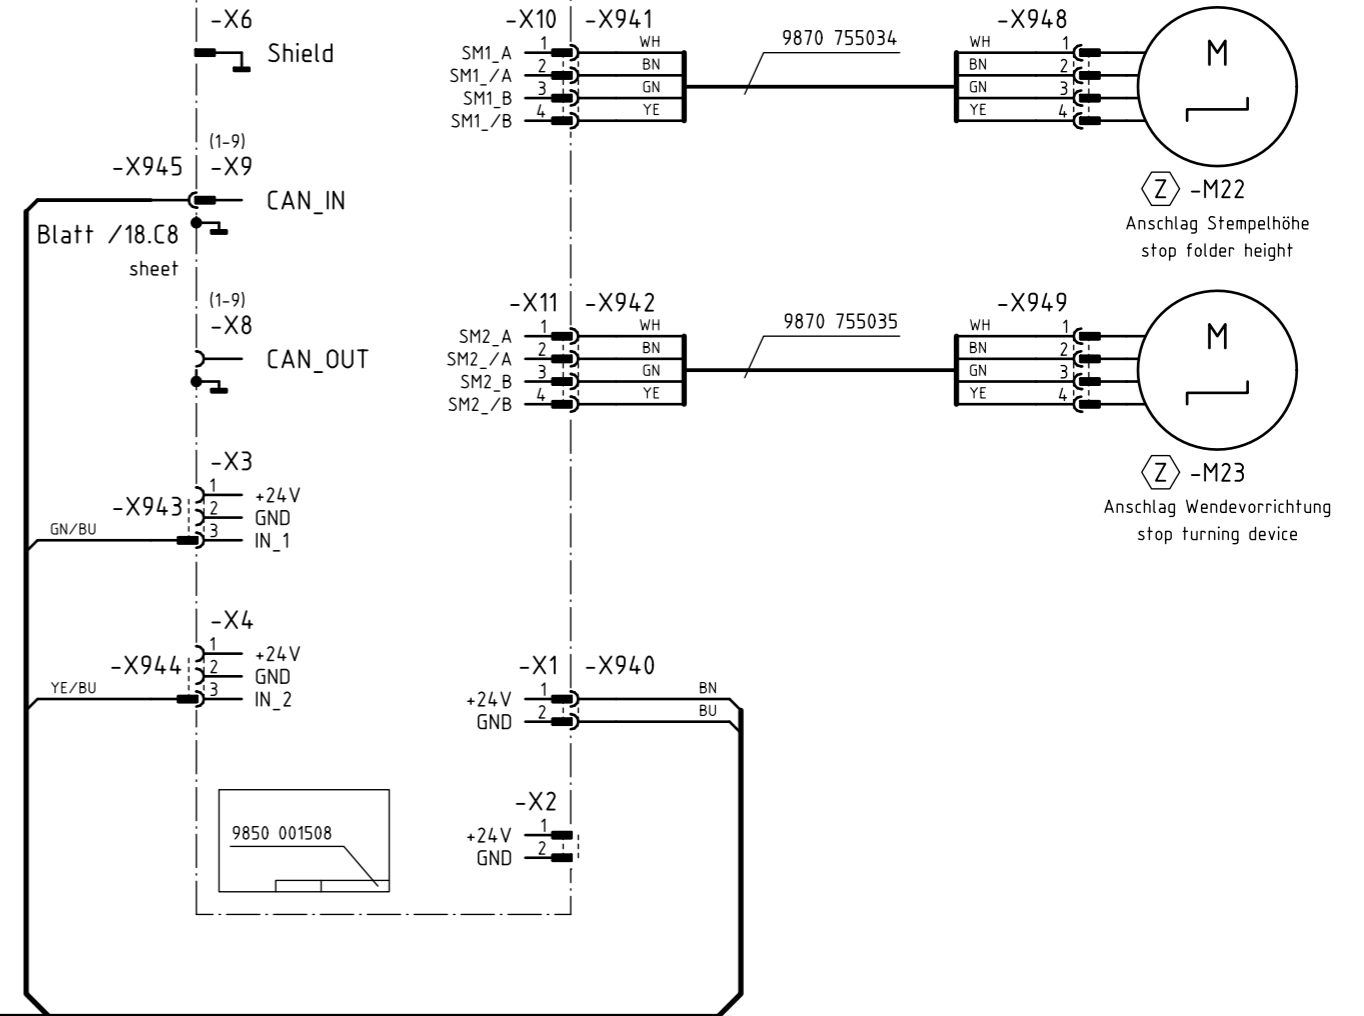 -X6
Shield
(1-9)
-X945 -X9
CAN_IN
Blatt /18.C8
sheet
(1-9)
-X8
CAN_OUT
-X3
-X943
1 +24V
2 GND
GN/BU 3 IN_1
-X4
-X944
1 +24V
2 GND
YE/BU 3 IN_2
9850 001508
-X10 -X941
SM1_A 1 WH
SM1_/A 2 BN
SM1_B 3 GN
SM1_/B 4 YE
9870 755034
-X948
WH 1
BN 2
GN 3
YE 4
M
Z -M22
Anschlag Stempelhöhe
stop folder height
-X11 -X942
SM2_A 1 WH
SM2_/A 2 BN
SM2_B 3 GN
SM2_/B 4 YE
9870 755035
-X949
WH 1
BN 2
GN 3
YE 4
M
Z -M23
Anschlag Wendevorrichtung
stop turning device
-X1 -X940
+24V 1 BN
GND 2 BU
-X2
+24V 1
GND 2